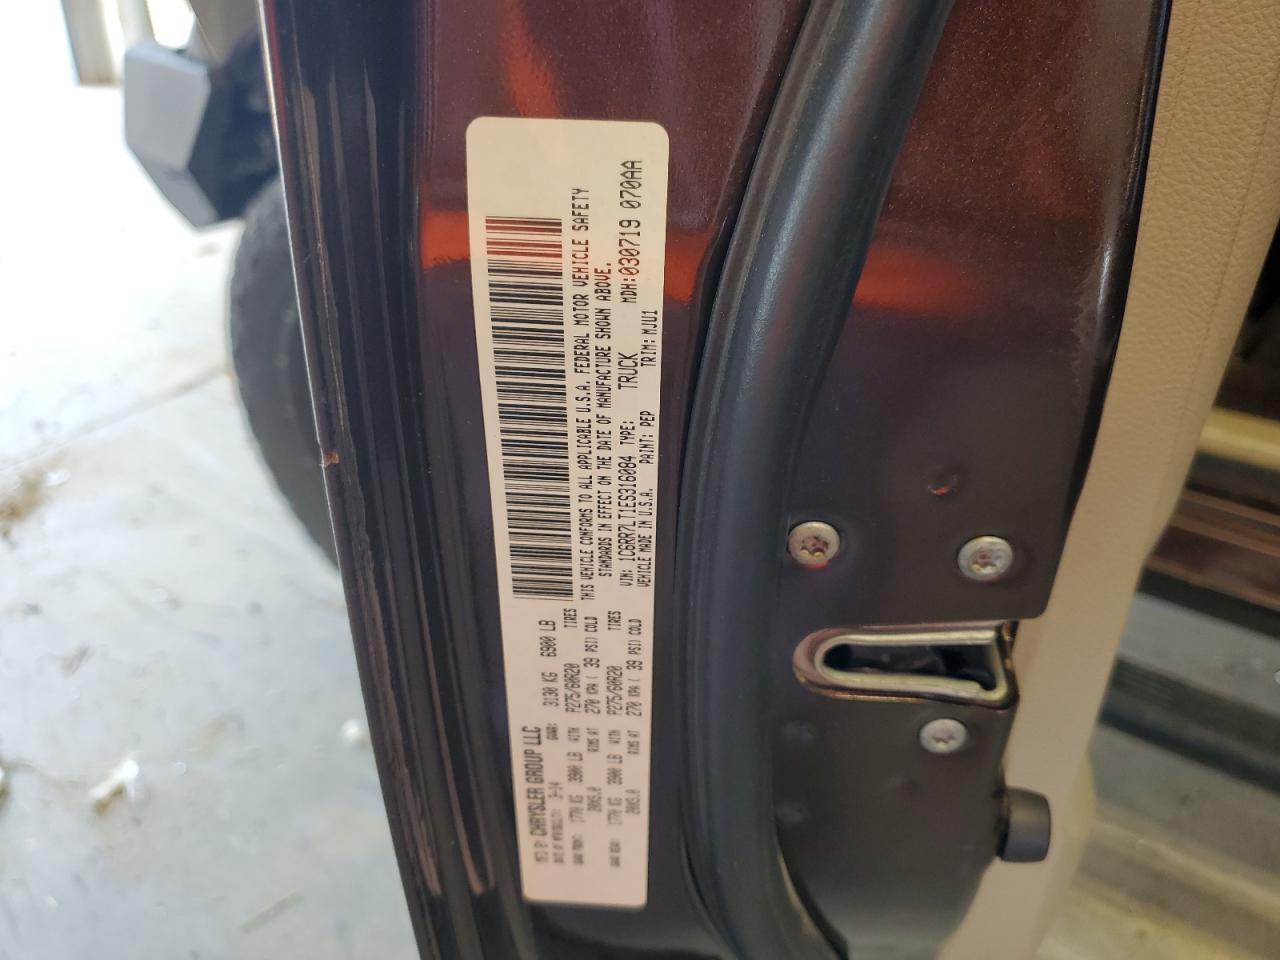 MFD BY CHRYSLER GROUP LLC
DATE OF MFR 3-14 GVWR: 3130 KG 6900 LB
GAWR FRONT: 1770 KG 3900 LB WITH P275/60R20 TIRES
20X9.0 RIMS AT 270 KPA ( 39 PSI) COLD
GAWR REAR: 1770 KG 3900 LB WITH P275/60R20 TIRES
20X9.0 RIMS AT 270 KPA ( 39 PSI) COLD
THIS VEHICLE CONFORMS TO ALL APPLICABLE U.S.A. FEDERAL MOTOR VEHICLE SAFETY
STANDARDS IN EFFECT ON THE DATE OF MANUFACTURE SHOWN ABOVE.
VIN: 1C6RR7LT1ES316084 TYPE: TRUCK MDH:030719 070AA
VEHICLE MADE IN U.S.A. PAINT: PEP TRIM: MJU1